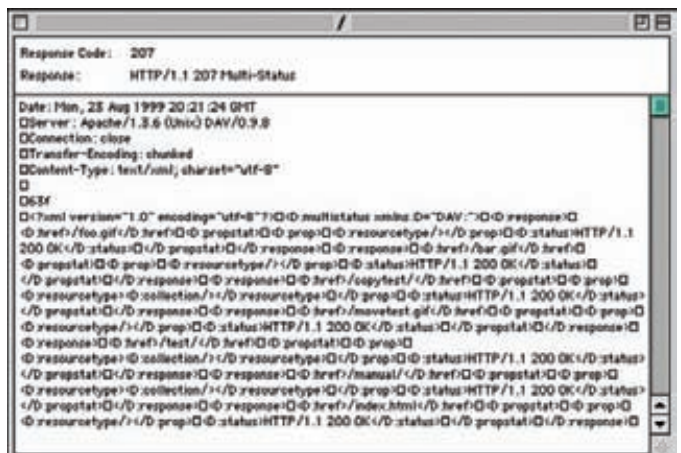 /
Response Code: 207
Response: HTTP/1.1 207 Multi-Status
Date: Mon, 23 Aug 1999 20:21:24 GMT
□Server: Apache/1.3.6 (Unix) DAV/0.9.8
□Connection: close
□Transfer-Encoding: chunked
□Content-Type: text/xml; charset="utf-8"
□
□63f
□<?xml version="1.0" encoding="utf-8"?>□<D:multistatus xmlns:D="DAV:">□<D:response>□
<D:href>/foo.gif</D:href>□<D:propstat>□<D:prop>□<D:resourcetype/></D:prop>□<D:status>HTTP/1.1
200 OK</D:status>□</D:propstat>□</D:response>□<D:response>□<D:href>/bar.gif</D:href>□
<D:propstat>□<D:prop>□<D:resourcetype/></D:prop>□<D:status>HTTP/1.1 200 OK</D:status>□
</D:propstat>□</D:response>□<D:response>□<D:href>/copytest/</D:href>□<D:propstat>□<D:prop>□
<D:resourcetype><D:collection/></D:resourcetype>□</D:prop>□<D:status>HTTP/1.1 200 OK</D:status>
</D:propstat>□</D:response>□<D:response>□<D:href>/movetest.gif</D:href>□<D:propstat>□<D:prop>□
<D:resourcetype/></D:prop>□<D:status>HTTP/1.1 200 OK</D:status>□</D:propstat>□</D:response>□
<D:response>□<D:href>/test/</D:href>□<D:propstat>□<D:prop>□
<D:resourcetype><D:collection/></D:resourcetype>□</D:prop>□<D:status>HTTP/1.1 200 OK</D:status>
</D:propstat>□</D:response>□<D:response>□<D:href>/manual/</D:href>□<D:propstat>□<D:prop>□
<D:resourcetype><D:collection/></D:resourcetype>□</D:prop>□<D:status>HTTP/1.1 200 OK</D:status>
</D:propstat>□</D:response>□<D:response>□<D:href>/index.html</D:href>□<D:propstat>□<D:prop>□
<D:resourcetype/></D:prop>□<D:status>HTTP/1.1 200 OK</D:status>□</D:propstat>□</D:response>□